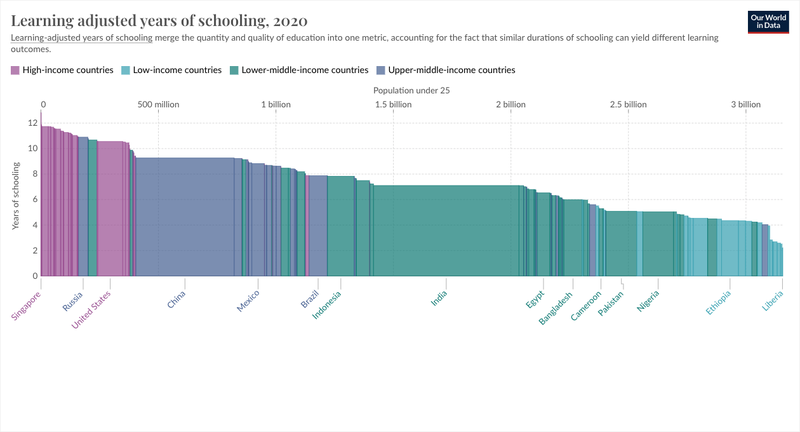 Learning adjusted years of schooling, 2020
Our World
in Data
Learning-adjusted years of schooling merge the quantity and quality of education into one metric, accounting for the fact that similar durations of schooling can yield different learning
outcomes.
High-income countries
Low-income countries
Lower-middle-income countries
Upper-middle-income countries
Population under 25
0
500 million
1 billion
1.5 billion
2 billion
2.5 billion
3 billion
Years of schooling
12
10
8
6
4
2
0
Singapore
Russia
United States
China
Mexico
Brazil
Indonesia
India
Egypt
Bangladesh
Cameroon
Pakistan
Nigeria
Ethiopia
Liberia